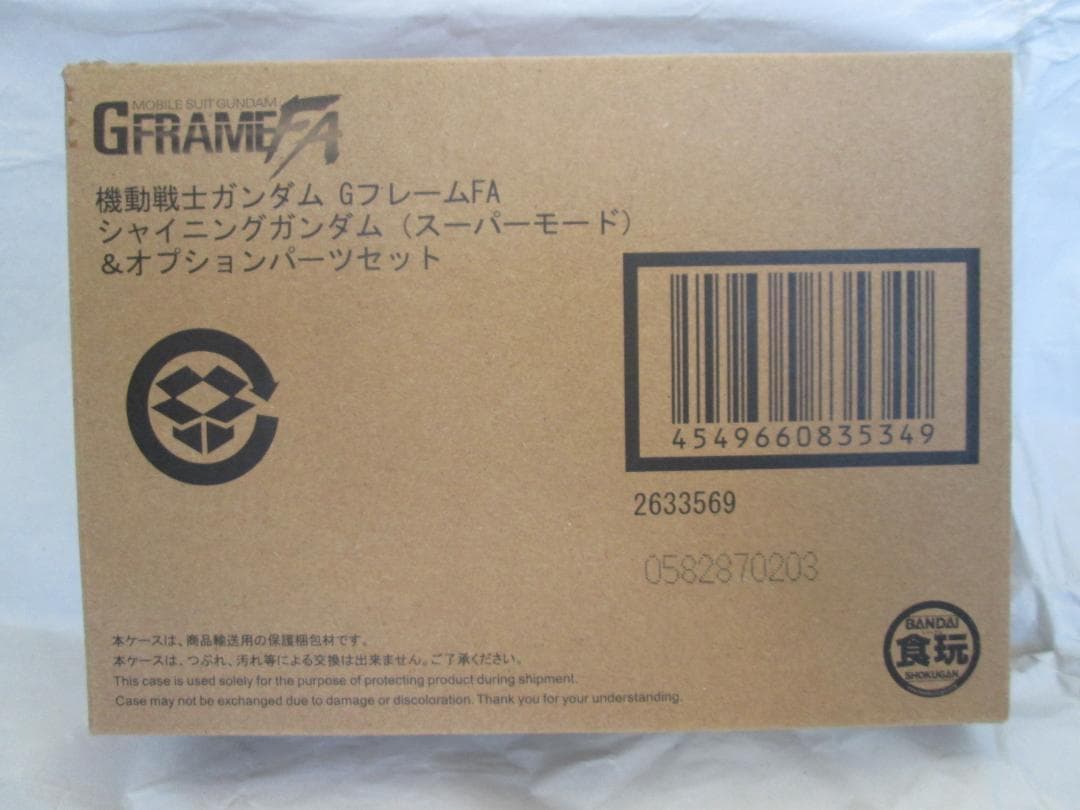 MOBILE SUIT GUNDAM
GFRAMEFA
機動戦士ガンダム GフレームFA
シャイニングガンダム（スーパーモード）
＆オプションパーツセット
4549660835349
2633569
0582870203
本ケースは、商品輸送用の保護梱包材です。
本ケースは、つぶれ、汚れ等による交換は出来ません。ご了承ください。
This case is used solely for the purpose of protecting product during shipment.
Case may not be exchanged due to damage or discoloration. Thank you for your understanding.
BANDAI
食玩
SHOKUGAN